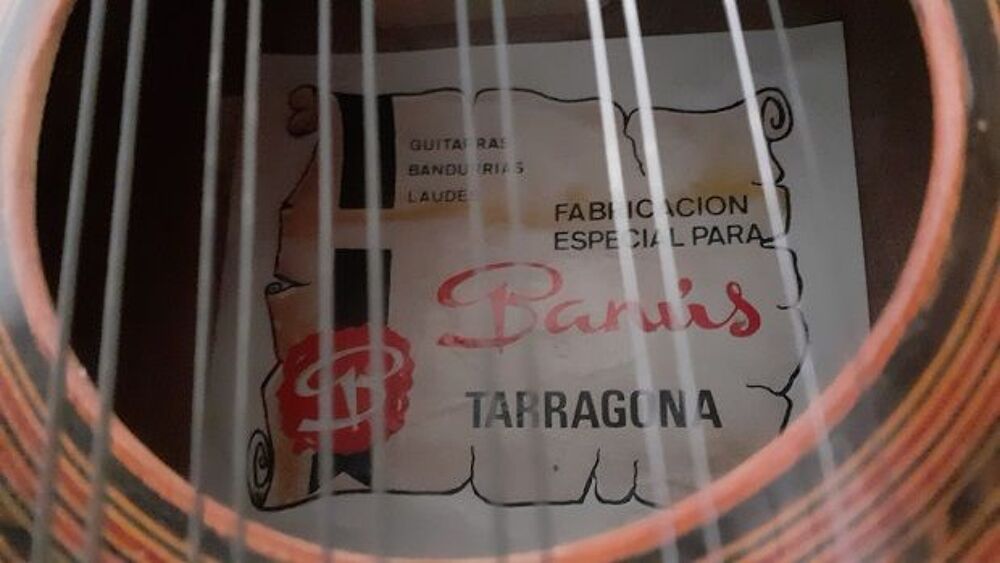 GUITARRAS
BANDURRIAS
LAUDES
FABRICACION
ESPECIAL PARA
Banús
B
TARRAGONA